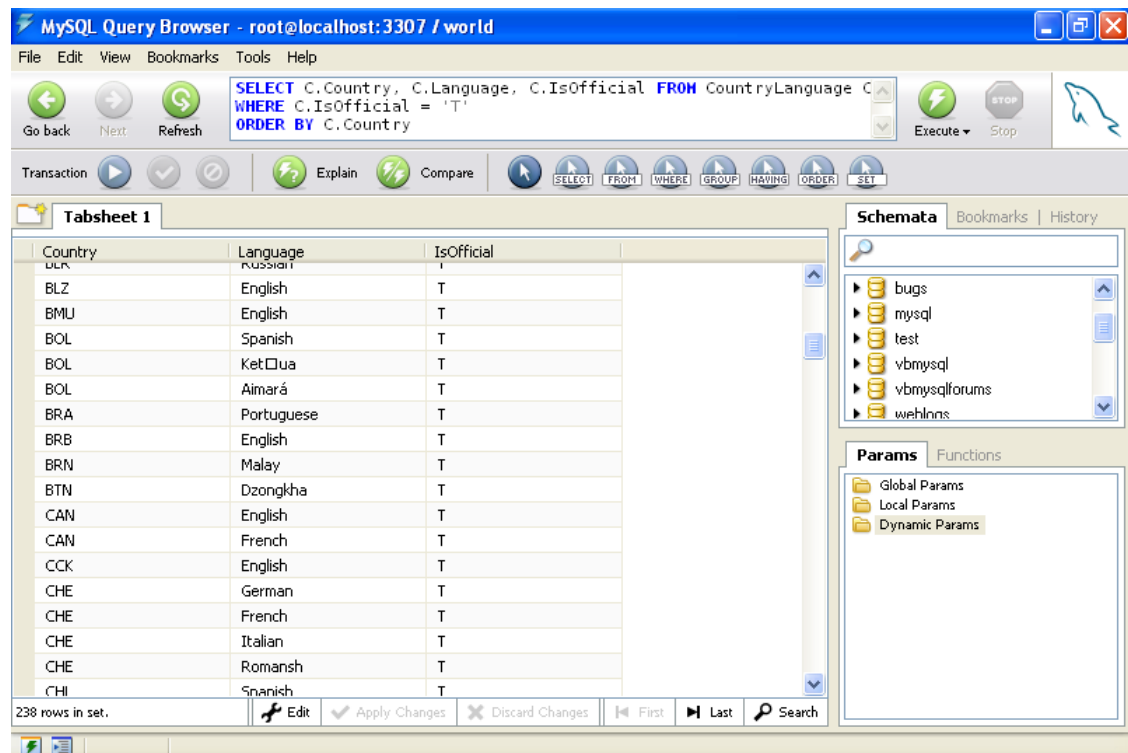 MySQL Query Browser - root@localhost:3307 / world
File Edit View Bookmarks Tools Help
SELECT C.Country, C.Language, C.IsOfficial FROM CountryLanguage C
WHERE C.IsOfficial = 'T'
ORDER BY C.Country
Go back Next Refresh Execute STOP Stop
Transaction Explain Compare SELECT FROM WHERE GROUP HAVING ORDER SET
Tabsheet 1
Country Language IsOfficial
BLR Russian T
BLZ English T
BMU English T
BOL Spanish T
BOL Ket□ua T
BOL Aimará T
BRA Portuguese T
BRB English T
BRN Malay T
BTN Dzongkha T
CAN English T
CAN French T
CCK English T
CHE German T
CHE French T
CHE Italian T
CHE Romansh T
CHL Spanish T
238 rows in set. Edit Apply Changes Discard Changes First Last Search
Schemata Bookmarks | History
bugs
mysql
test
vbmysql
vbmysqlforums
weblogs
Params Functions
Global Params
Local Params
Dynamic Params